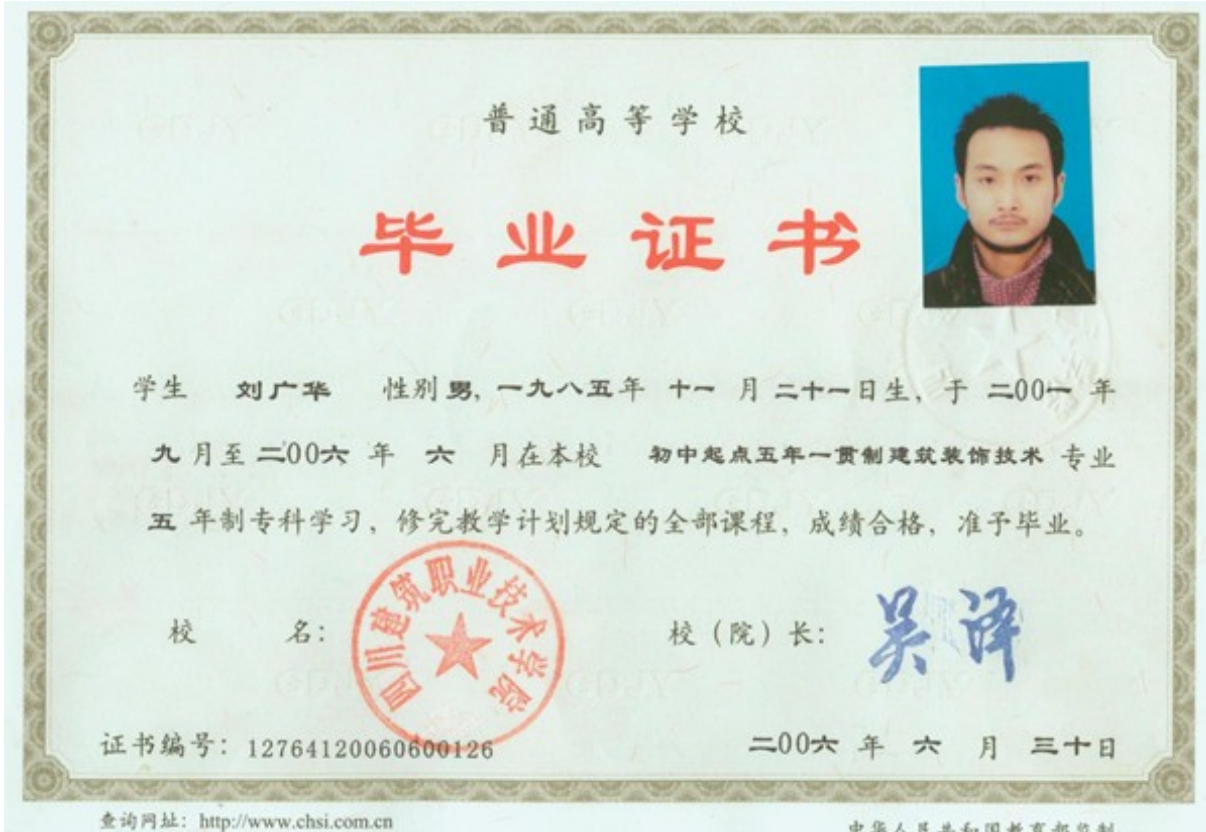 普通高等学校
毕业证书
学生 刘广华 性别 男, 一九八五年 十一 月 二十一日生, 于 二00一 年
九 月至 二00六 年 六 月在本校 初中起点五年一贯制建筑装饰技术 专业
五 年制专科学习, 修完教学计划规定的全部课程, 成绩合格, 准予毕业。
校 名:
四川建筑职业技术学院
校 (院) 长:
吴泽
证书编号: 12764120060600126
二00六 年 六 月 三十日
查询网址: http://www.chsi.com.cn
中华人民共和国教育部监制